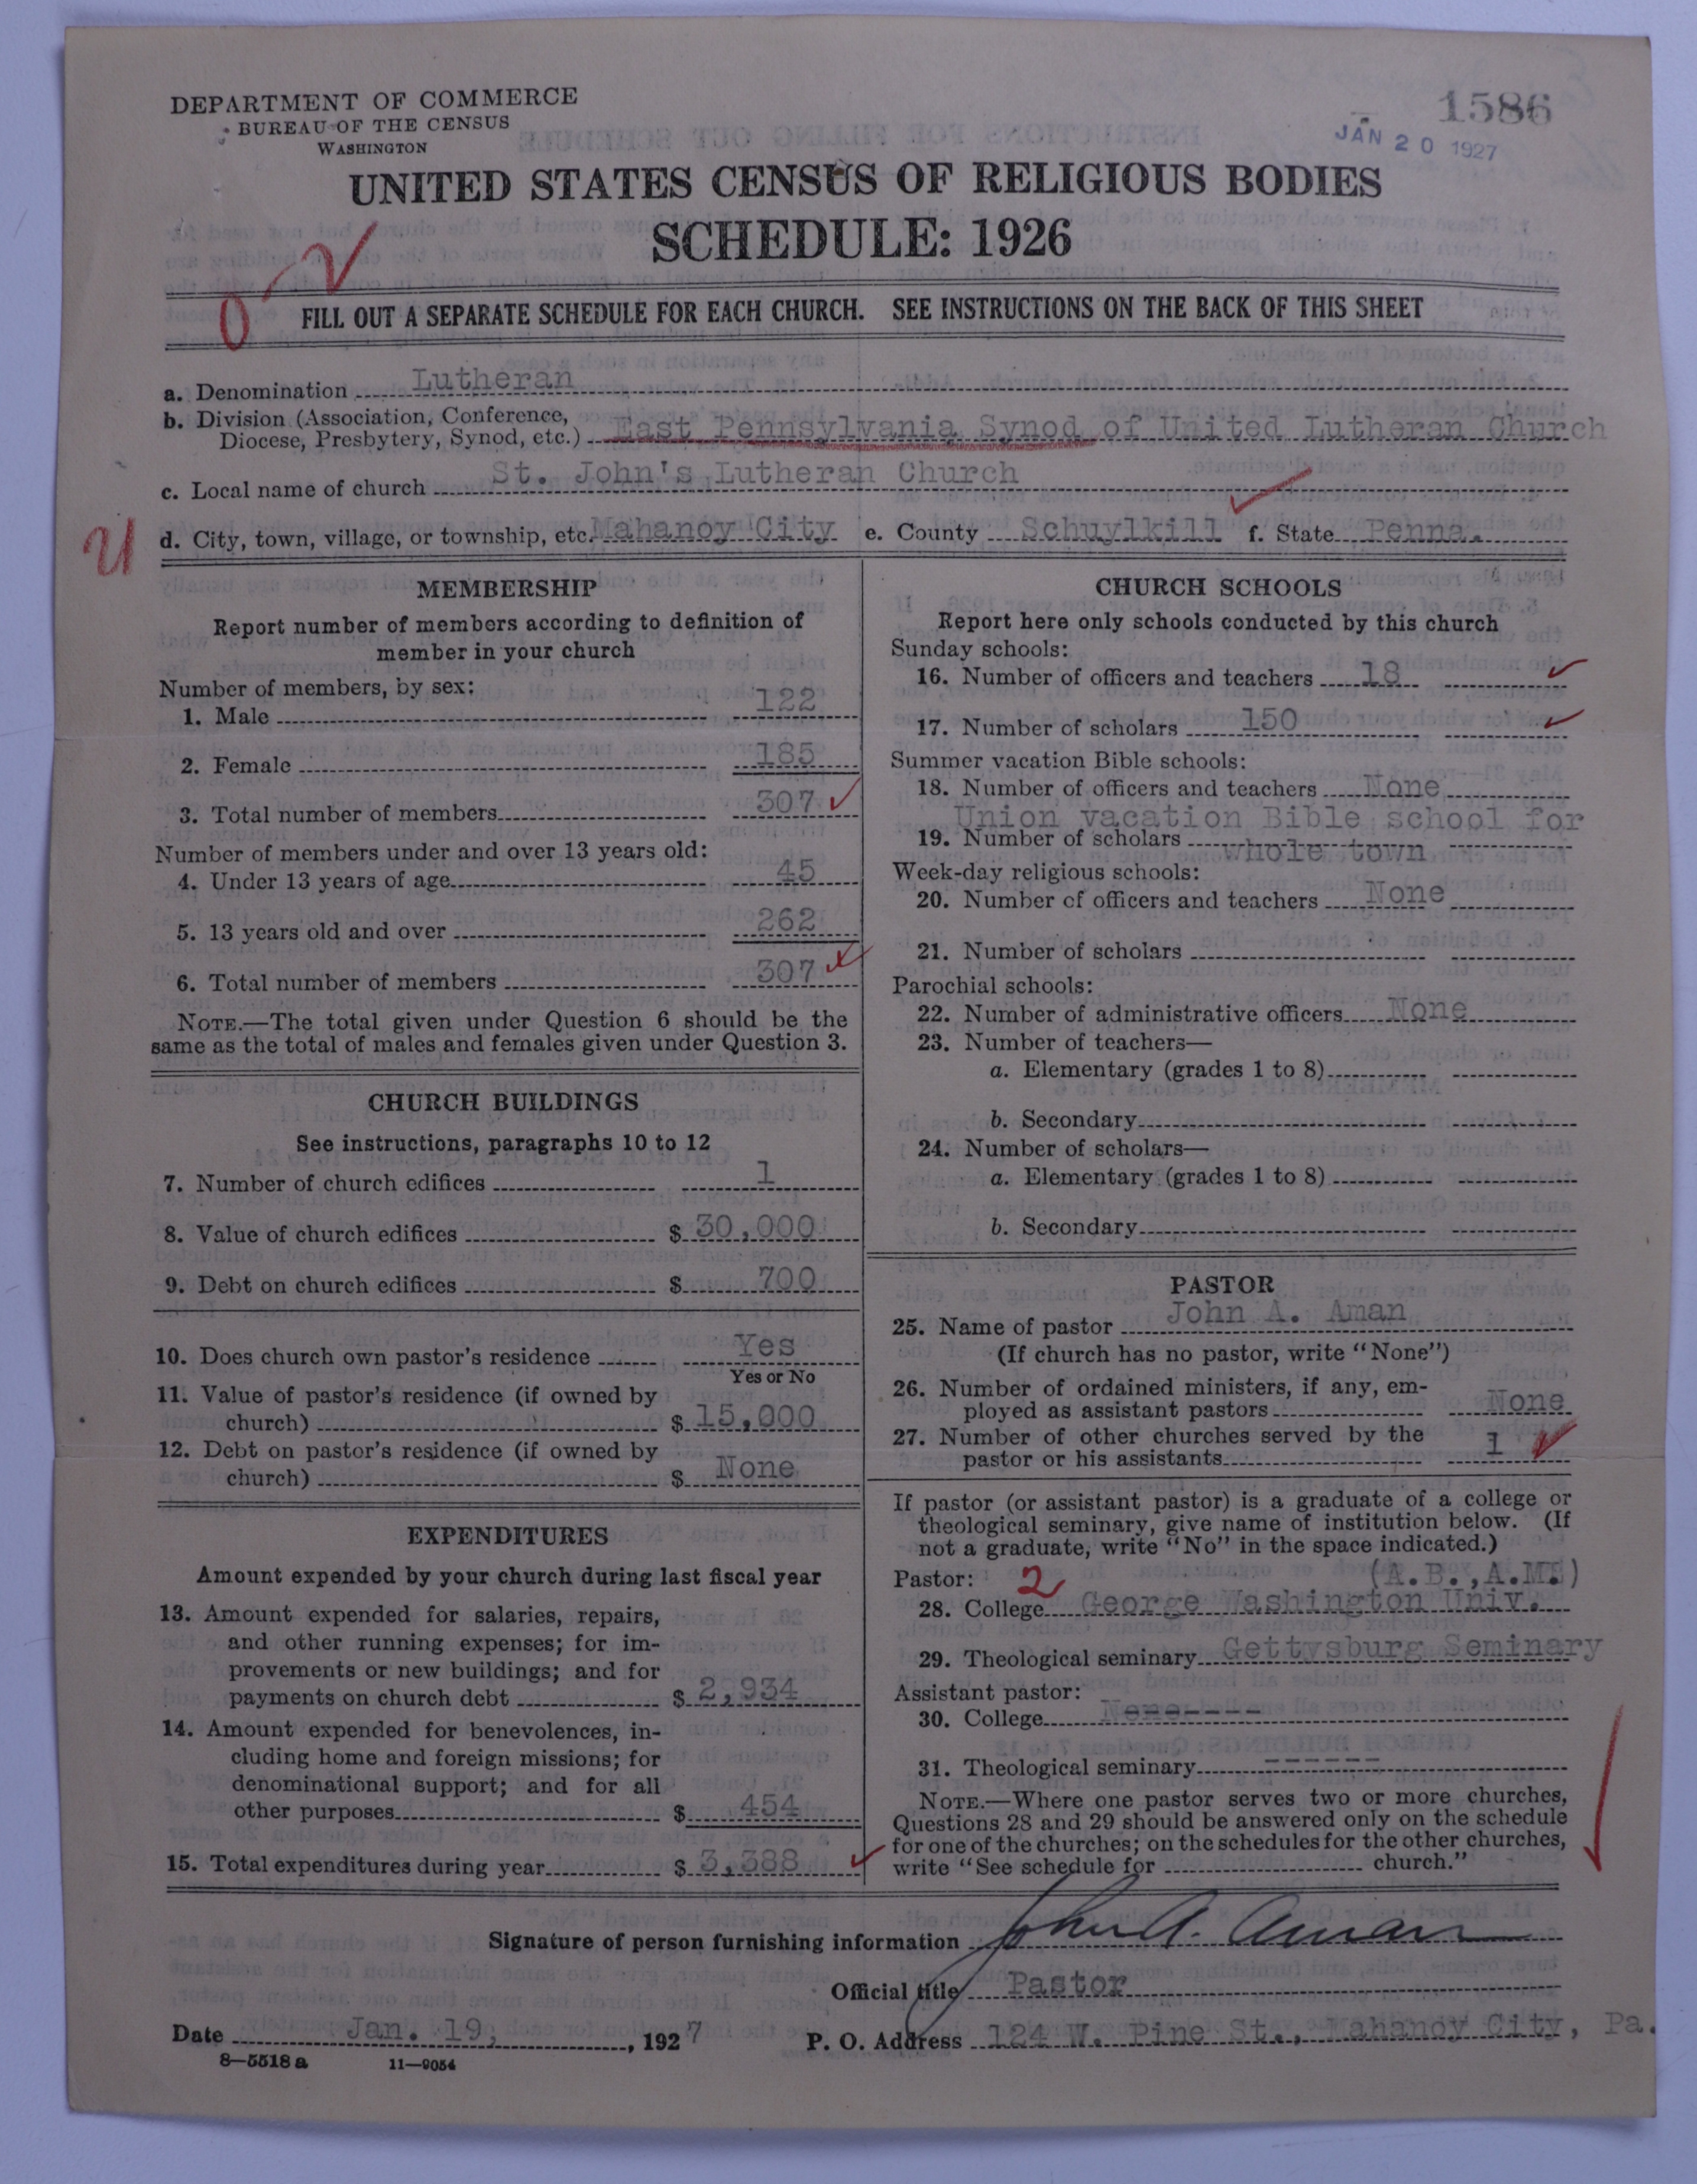 DEPARTMENT OF COMMERCE
BUREAU OF THE CENSUS
WASHINGTON
1586
JAN 20 1927
UNITED STATES CENSUS OF RELIGIOUS BODIES
SCHEDULE: 1926
FILL OUT A SEPARATE SCHEDULE FOR EACH CHURCH. SEE INSTRUCTIONS ON THE BACK OF THIS SHEET
a. Denomination Lutheran
b. Division (Association, Conference,
Diocese, Presbytery, Synod, etc.) East Pennsylvania Synod of United Lutheran Church
c. Local name of church St. John's Lutheran Church
d. City, town, village, or township, etc. Mahanoy City e. County Schuylkill f. State Penna.
MEMBERSHIP
Report number of members according to definition of
member in your church
Number of members, by sex:
1. Male 122
2. Female 185
3. Total number of members 307
Number of members under and over 13 years old:
4. Under 13 years of age 45
5. 13 years old and over 262
6. Total number of members 307
NOTE.—The total given under Question 6 should be the
same as the total of males and females given under Question 3.
CHURCH BUILDINGS
See instructions, paragraphs 10 to 12
7. Number of church edifices 1
8. Value of church edifices $ 30,000
9. Debt on church edifices $ 700
10. Does church own pastor's residence Yes
Yes or No
11. Value of pastor's residence (if owned by
church) $ 15,000
12. Debt on pastor's residence (if owned by
church) $ None
EXPENDITURES
Amount expended by your church during last fiscal year
13. Amount expended for salaries, repairs,
and other running expenses; for im-
provements or new buildings; and for
payments on church debt $ 2,934
14. Amount expended for benevolences, in-
cluding home and foreign missions; for
denominational support; and for all
other purposes $ 454
15. Total expenditures during year $ 3,388
CHURCH SCHOOLS
Report here only schools conducted by this church
Sunday schools:
16. Number of officers and teachers 18
17. Number of scholars 150
Summer vacation Bible schools:
18. Number of officers and teachers None
Union vacation Bible school for
19. Number of scholars whole town
Week-day religious schools:
20. Number of officers and teachers None
21. Number of scholars
Parochial schools:
22. Number of administrative officers None
23. Number of teachers—
a. Elementary (grades 1 to 8)
b. Secondary
24. Number of scholars—
a. Elementary (grades 1 to 8)
b. Secondary
PASTOR
25. Name of pastor John A. Aman
(If church has no pastor, write "None")
26. Number of ordained ministers, if any, em-
ployed as assistant pastors None
27. Number of other churches served by the
pastor or his assistants 1
If pastor (or assistant pastor) is a graduate of a college or
theological seminary, give name of institution below. (If
not a graduate, write "No" in the space indicated.)
Pastor: 2 (A.B., A.M.)
28. College George Washington Univ.
29. Theological seminary Gettysburg Seminary
Assistant pastor:
30. College None----
31. Theological seminary ------
NOTE.—Where one pastor serves two or more churches,
Questions 28 and 29 should be answered only on the schedule
for one of the churches; on the schedules for the other churches,
write "See schedule for church."
Signature of person furnishing information John A. Aman
Official title Pastor
Date Jan. 19, 1927 P. O. Address 124 W. Pine St., Mahanoy City, Pa.
8—5518 a 11—9054